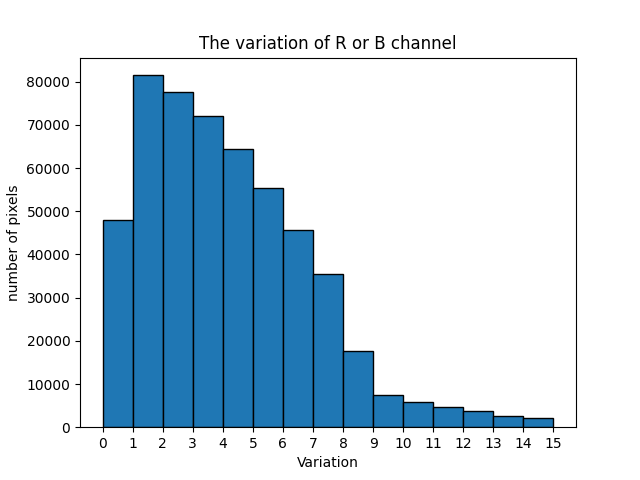 The variation of R or B channel
80000
70000
60000
50000
40000
30000
20000
10000
0
number of pixels
0 1 2 3 4 5 6 7 8 9 10 11 12 13 14 15
Variation